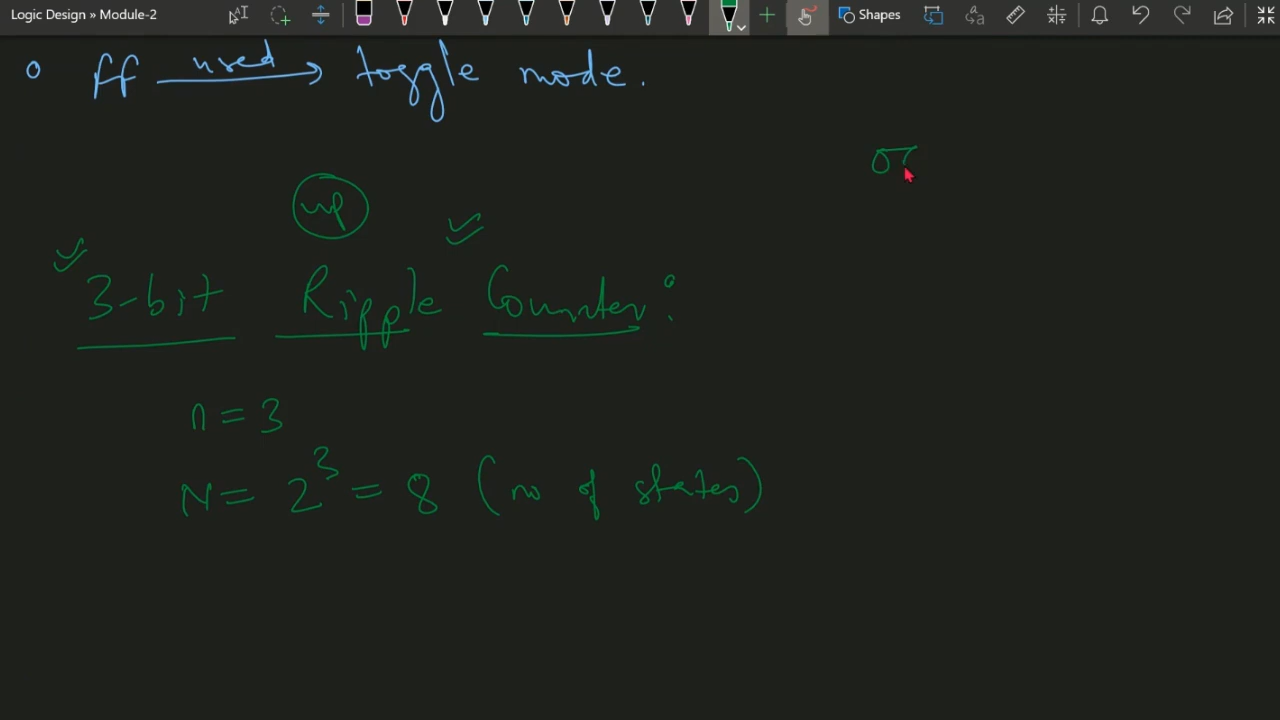 Logic Design » Module-2
Shapes
o ff used → toggle mode.
or
up
3-bit Ripple Counter:
n = 3
N = 2³ = 8 (no of states)